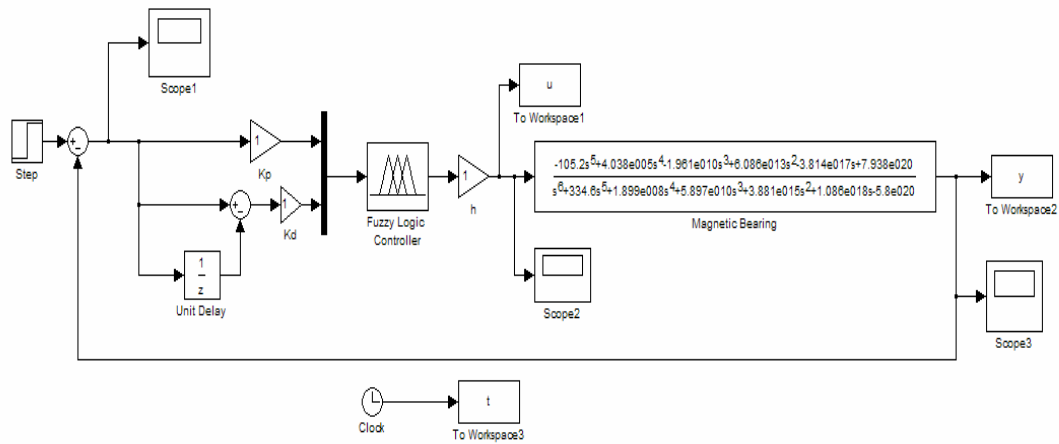 Step
+
−
Scope1
1
Kp
+
−
1
Kd
1
z
Unit Delay
Fuzzy Logic
Controller
1
h
u
To Workspace1
-105.2s⁵+4.038e005s⁴-1.961e010s³+6.086e013s²-3.814e017s+7.938e020
s⁶+334.6s⁵+1.899e008s⁴+5.897e010s³+3.881e015s²+1.086e018s-5.8e020
Magnetic Bearing
y
To Workspace2
Scope2
Scope3
Clock
t
To Workspace3